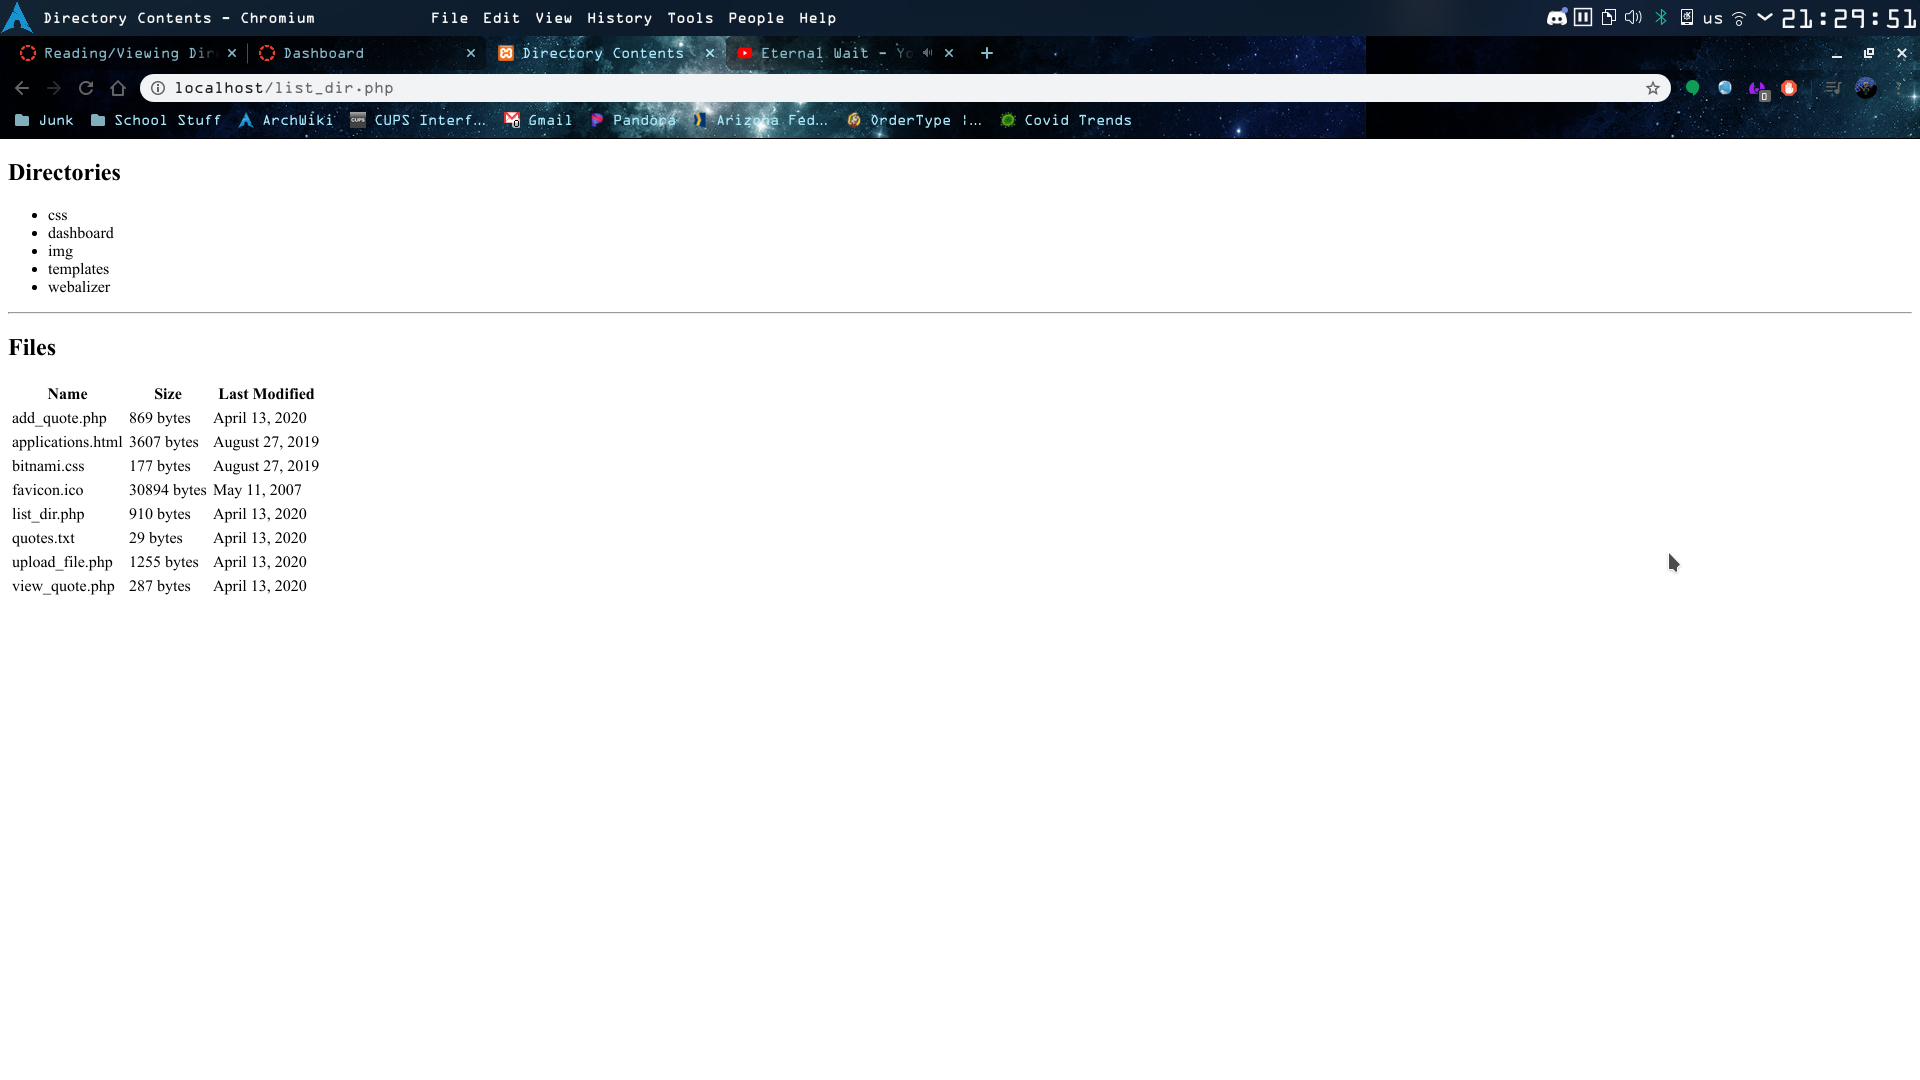 Directory Contents - Chromium File Edit View History Tools People Help us 21:29:51
Reading/Viewing Dir Dashboard Directory Contents Eternal Wait - Yo
localhost/list_dir.php
Junk School Stuff ArchWiki CUPS Interf... Gmail Pandora Arizona Fed... OrderType |... Covid Trends
Directories
css
dashboard
img
templates
webalizer
Files
Name Size Last Modified
add_quote.php 869 bytes April 13, 2020
applications.html 3607 bytes August 27, 2019
bitnami.css 177 bytes August 27, 2019
favicon.ico 30894 bytes May 11, 2007
list_dir.php 910 bytes April 13, 2020
quotes.txt 29 bytes April 13, 2020
upload_file.php 1255 bytes April 13, 2020
view_quote.php 287 bytes April 13, 2020